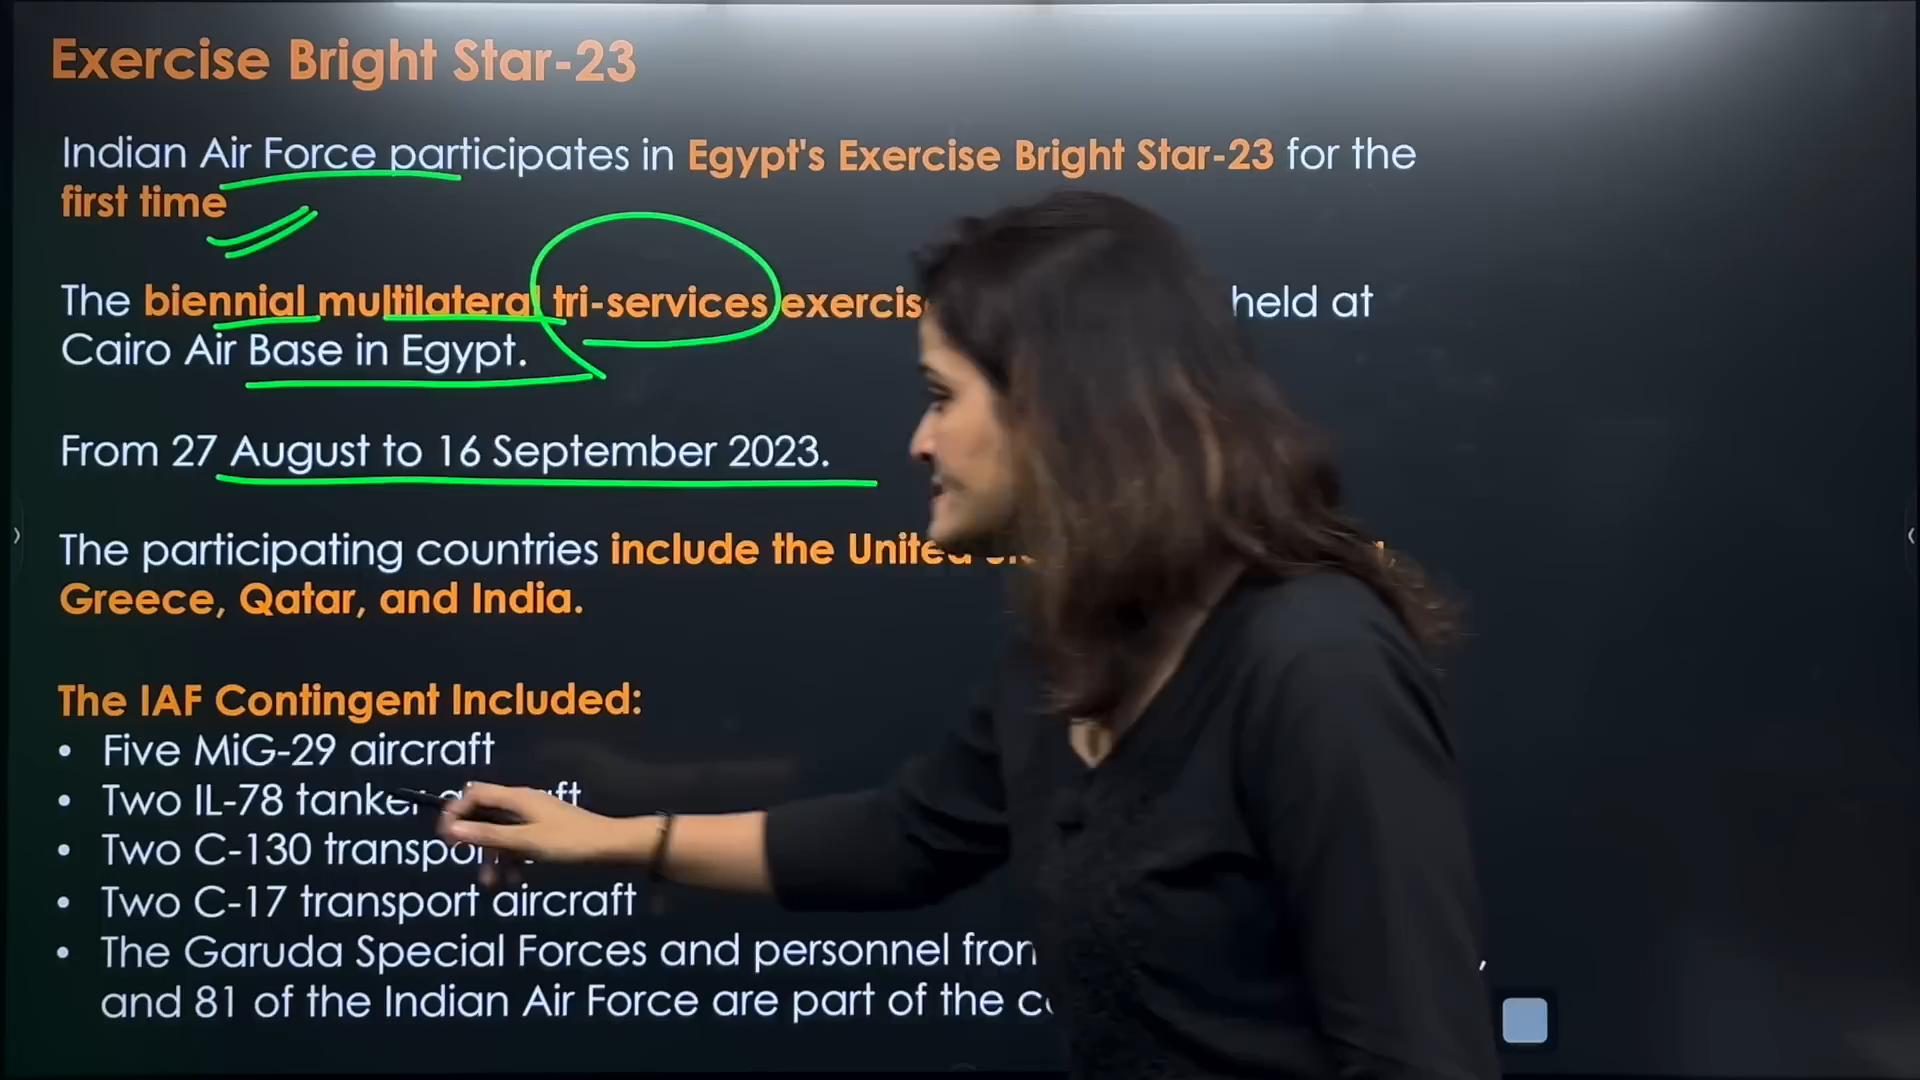 Exercise Bright Star-23
Indian Air Force participates in Egypt's Exercise Bright Star-23 for the
first time
The biennial multilateral tri-services held at
Cairo Air Base in Egypt.
From 27 August to 16 September 2023.
The participating countries include the United
Greece, Qatar, and India.
The IAF Contingent Included:
• Five MiG-29 aircraft
• Two IL-78 tanker
• Two C-130
• Two C-17 transport aircraft
• The Garuda Special Forces and personnel
and 81 of the Indian Air Force are part of the